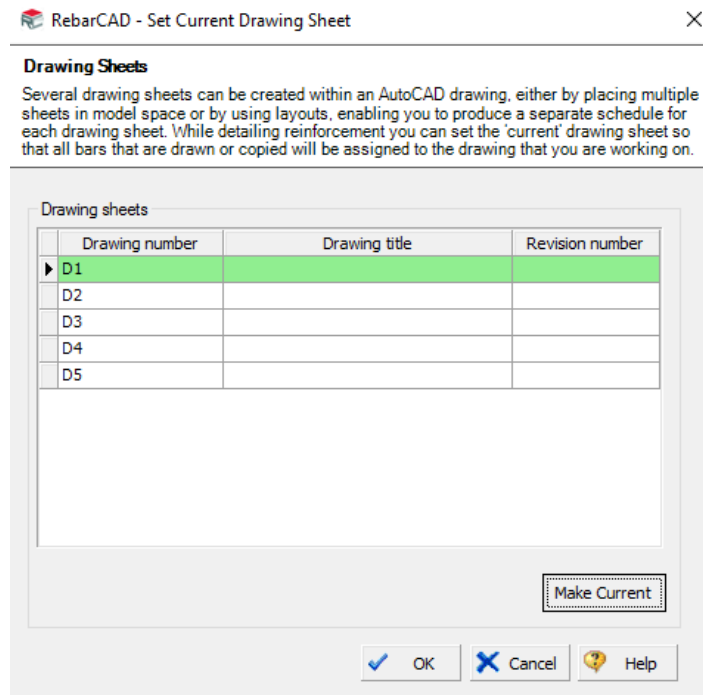 RebarCAD - Set Current Drawing Sheet
Drawing Sheets
Several drawing sheets can be created within an AutoCAD drawing, either by placing multiple
sheets in model space or by using layouts, enabling you to produce a separate schedule for
each drawing sheet. While detailing reinforcement you can set the 'current' drawing sheet so
that all bars that are drawn or copied will be assigned to the drawing that you are working on.
Drawing sheets
Drawing number Drawing title Revision number
D1
D2
D3
D4
D5
Make Current
OK Cancel Help